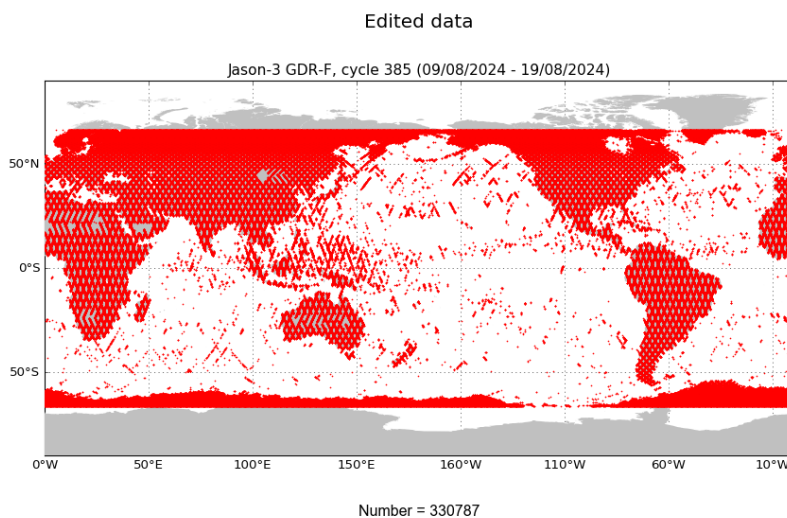 Edited data
Jason-3 GDR-F, cycle 385 (09/08/2024 - 19/08/2024)
50°N
0°S
50°S
0°W 50°E 100°E 150°E 160°W 110°W 60°W 10°W
Number = 330787